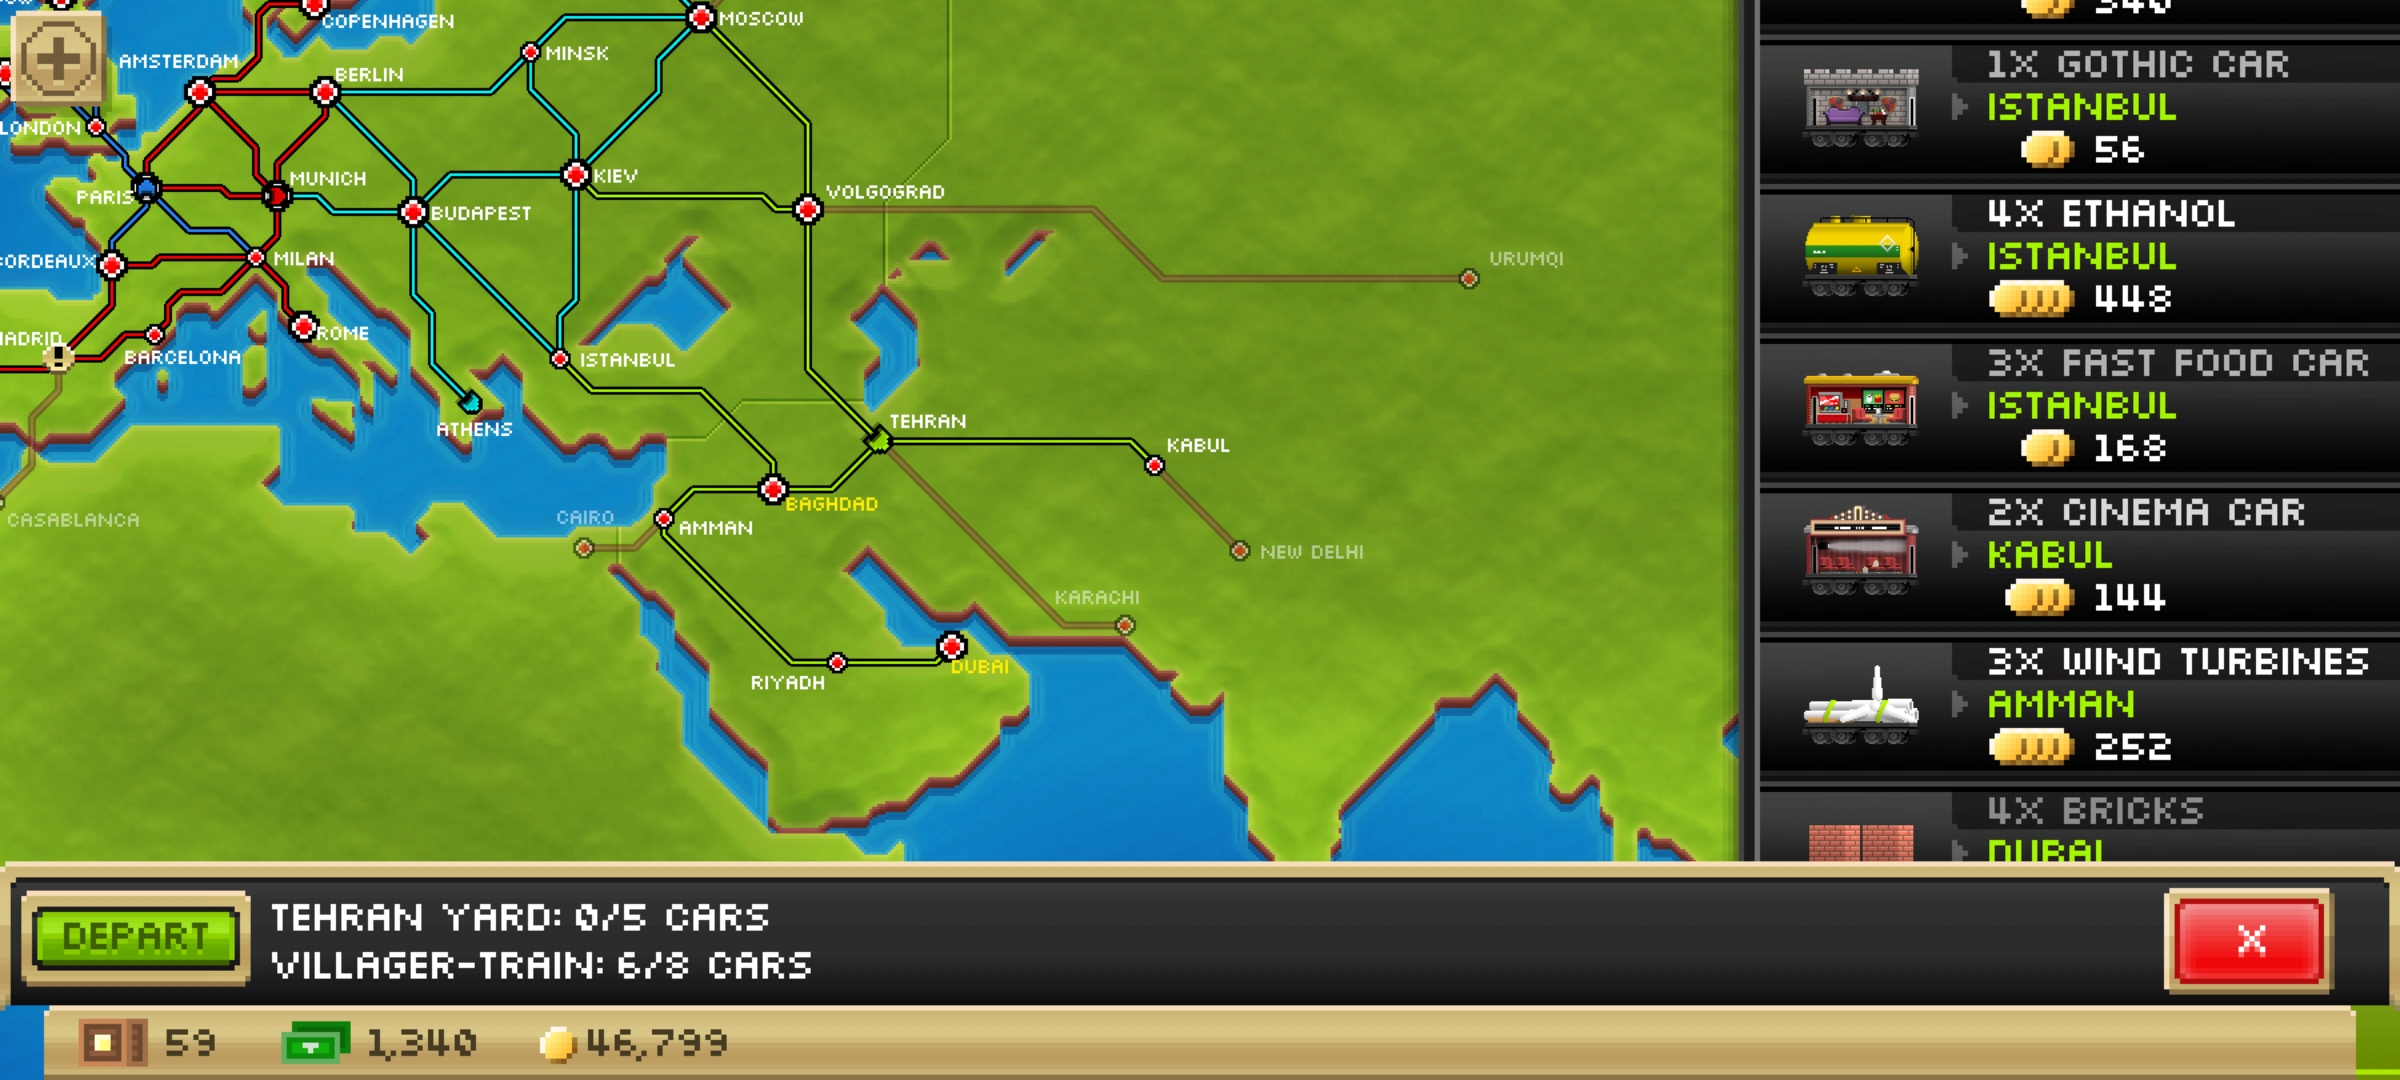 COPENHAGEN
MOSCOW
MINSK
AMSTERDAM
BERLIN
LONDON
MUNICH
KIEV
PARIS
BUDAPEST
VOLGOGRAD
ORDEAUX
MILAN
URUMQI
ADRID
ROME
BARCELONA
ISTANBUL
ATHENS
TEHRAN
KABUL
BAGHDAD
CASABLANCA
CAIRO
AMMAN
NEW DELHI
KARACHI
DUBAI
RIYADH
340
1X GOTHIC CAR
ISTANBUL
56
4X ETHANOL
ISTANBUL
448
3X FAST FOOD CAR
ISTANBUL
168
2X CINEMA CAR
KABUL
144
3X WIND TURBINES
AMMAN
252
4X BRICKS
DUBAI
DEPART
TEHRAN YARD: 0/5 CARS
VILLAGER-TRAIN: 6/8 CARS
X
59
1,340
46,799